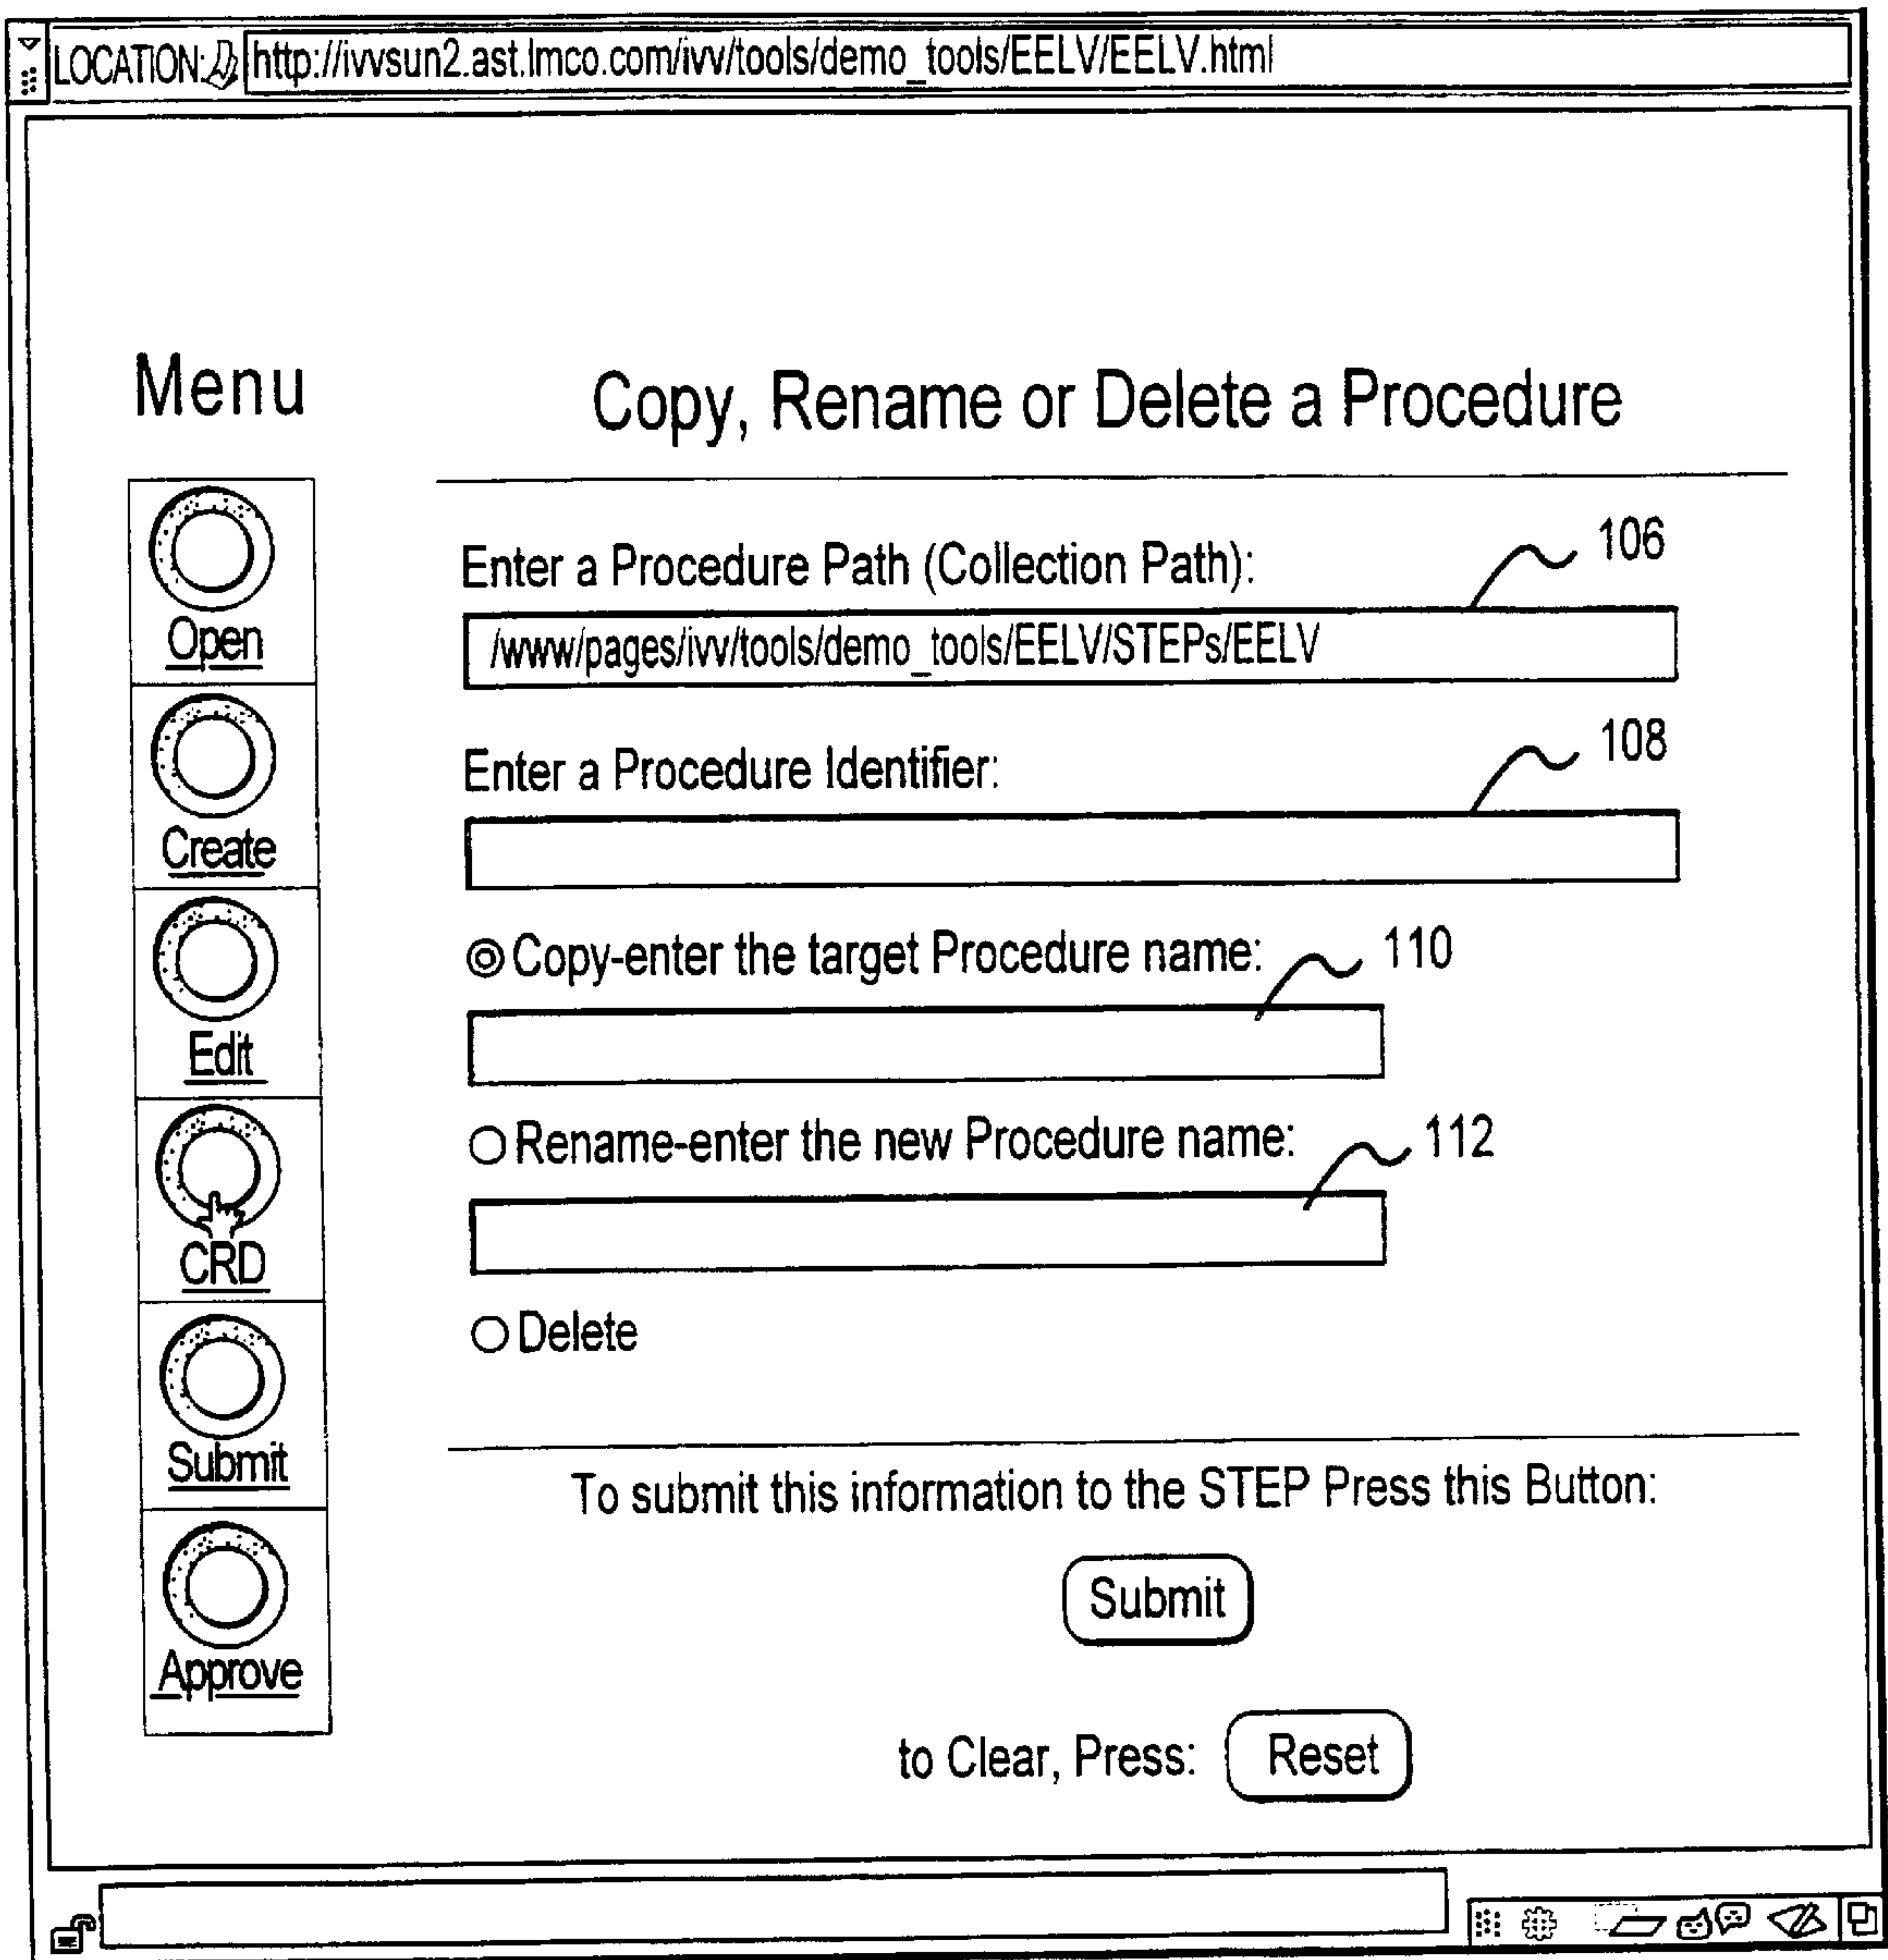 LOCATION: http://ivvsun2.ast.lmco.com/ivv/tools/demo_tools/EELV/EELV.html
Menu
Open
Create
Edit
CRD
Submit
Approve
Copy, Rename or Delete a Procedure
Enter a Procedure Path (Collection Path):
106
/www/pages/ivv/tools/demo_tools/EELV/STEPs/EELV
Enter a Procedure Identifier:
108
Copy-enter the target Procedure name:
110
Rename-enter the new Procedure name:
112
Delete
To submit this information to the STEP Press this Button:
Submit
to Clear, Press: Reset